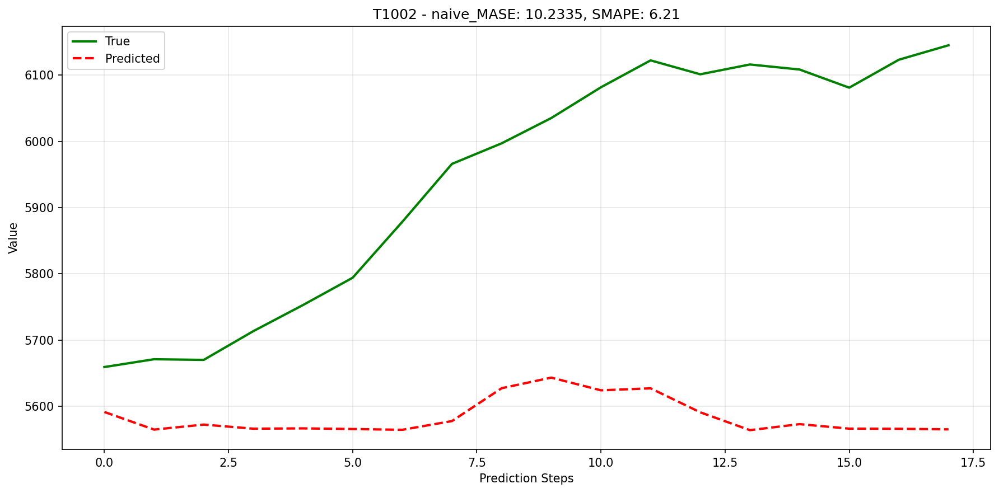 T1002 - naive_MASE: 10.2335, SMAPE: 6.21
True
Predicted
6100
6000
5900
5800
5700
5600
Value
0.0 2.5 5.0 7.5 10.0 12.5 15.0 17.5
Prediction Steps